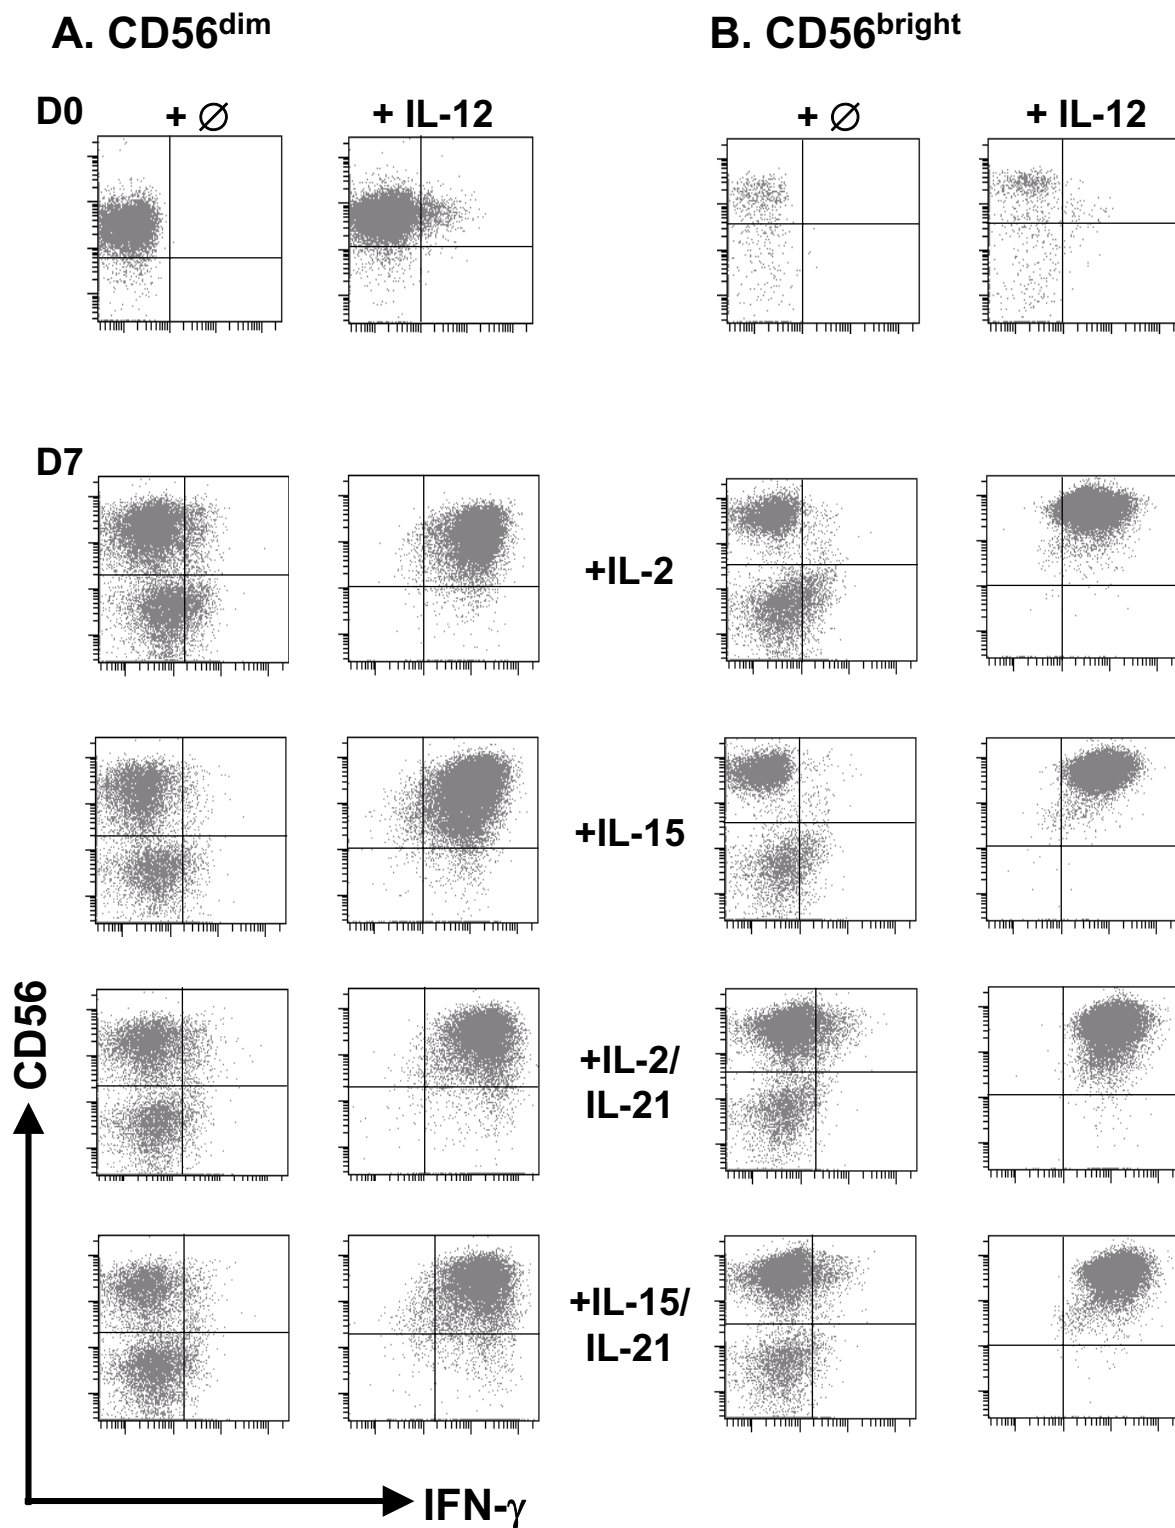 A. CD56dim
B. CD56bright
D0
+ ∅
+ IL-12
+ ∅
+ IL-12
D7
+IL-2
+IL-15
+IL-2/
IL-21
+IL-15/
IL-21
CD56
IFN-γ